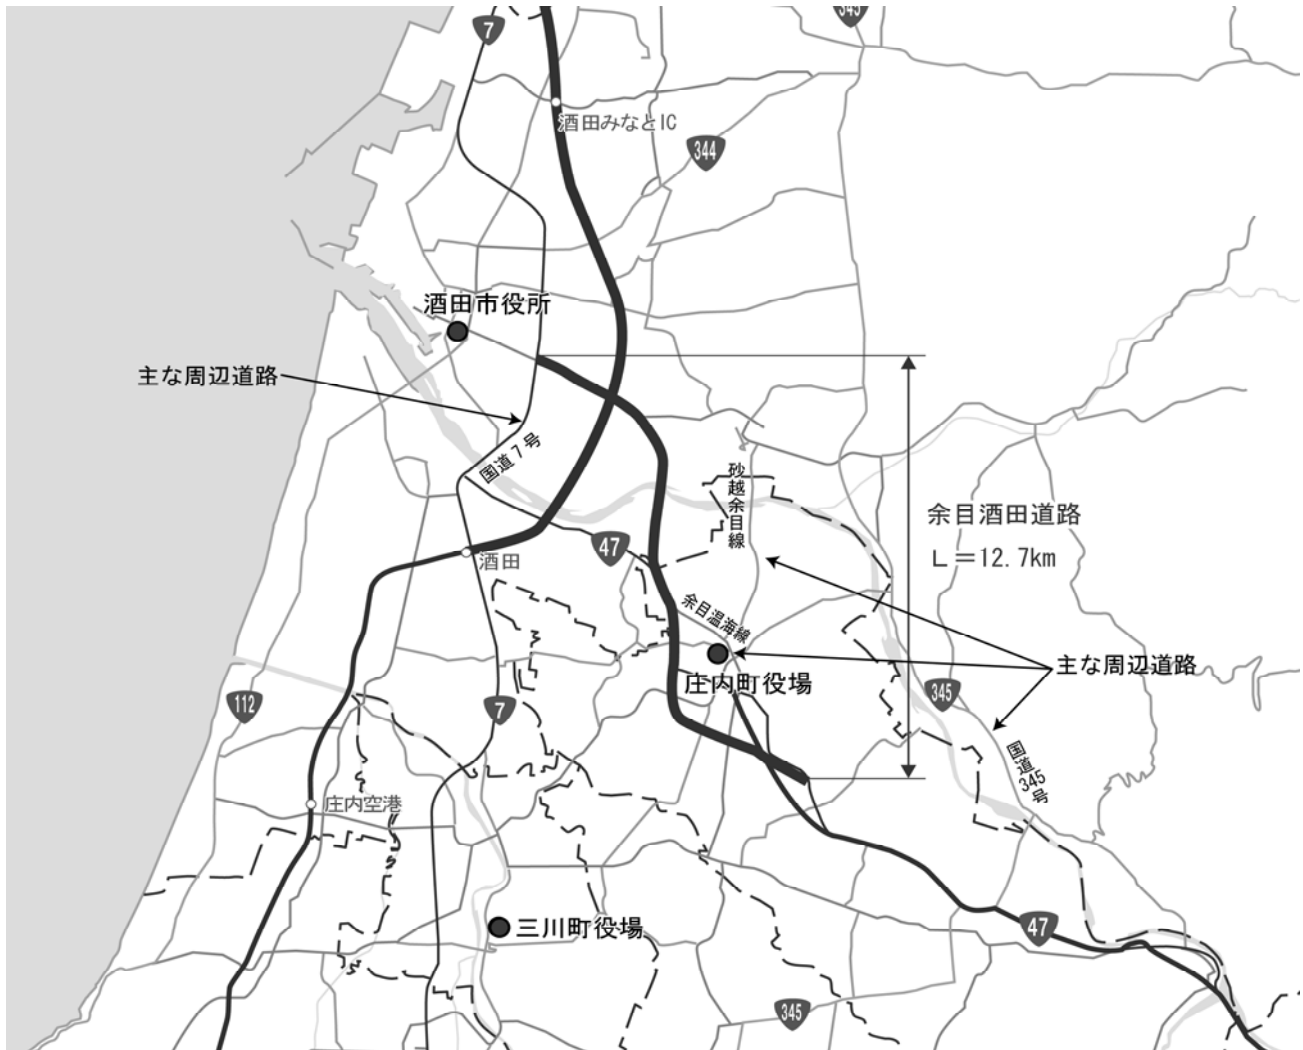 7
345
酒田みなとIC
344
酒田市役所
主な周辺道路
国道7号
砂越余目線
余目酒田道路
L=12.7km
47
酒田
余目温海線
主な周辺道路
庄内町役場
345
112
7
国道345号
庄内空港
三川町役場
47
345